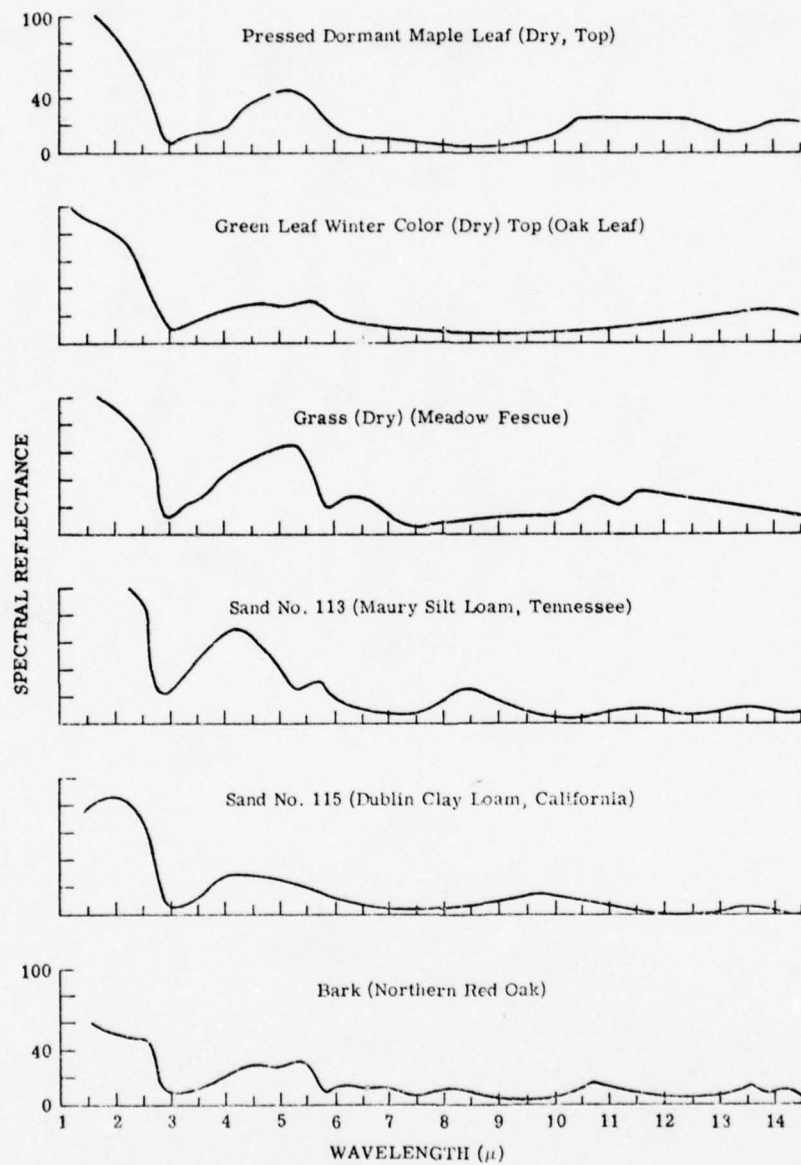 100
Pressed Dormant Maple Leaf (Dry, Top)
40
0
Green Leaf Winter Color (Dry) Top (Oak Leaf)
Grass (Dry) (Meadow Fescue)
SPECTRAL REFLECTANCE
Sand No. 113 (Maury Silt Loam, Tennessee)
Sand No. 115 (Dublin Clay Loam, California)
100
Bark (Northern Red Oak)
40
0
1 2 3 4 5 6 7 8 9 10 11 12 13 14
WAVELENGTH (μ)